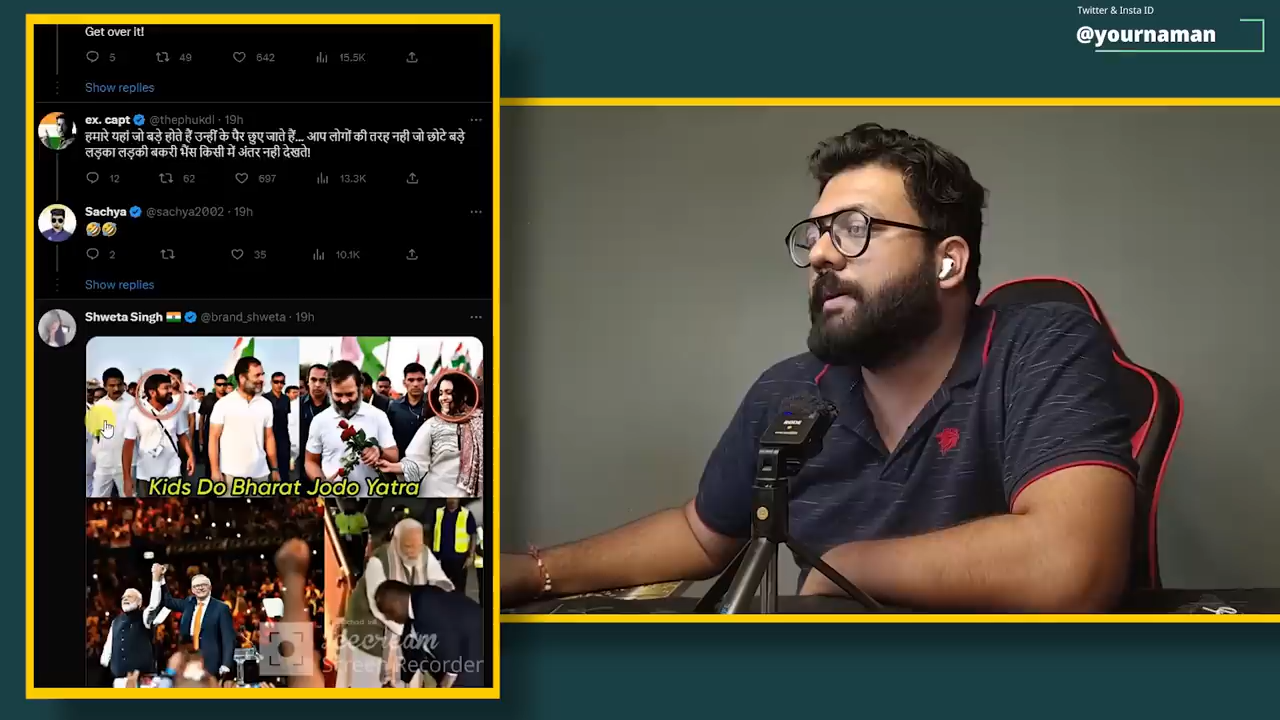 Twitter & Insta ID
@yournaman
Get over it!
5 49 642 15.5K
Show replies
ex. capt @thephukdi · 19h
हमारे यहां जो बड़े होते हैं उन्हीं के पैर छुए जाते हैं... आप लोगों की तरह नही जो छोटे बड़े
लड़का लड़की बकरी भैंस किसी में अंतर नही देखते!
12 62 697 13.3K
Sachya @sachya2002 · 19h
🤣🤣
2 35 10.1K
Show replies
Shweta Singh 🇮🇳 @brand_shweta · 19h
Kids Do Bharat Jodo Yatra
Icecream
Screen Recorder